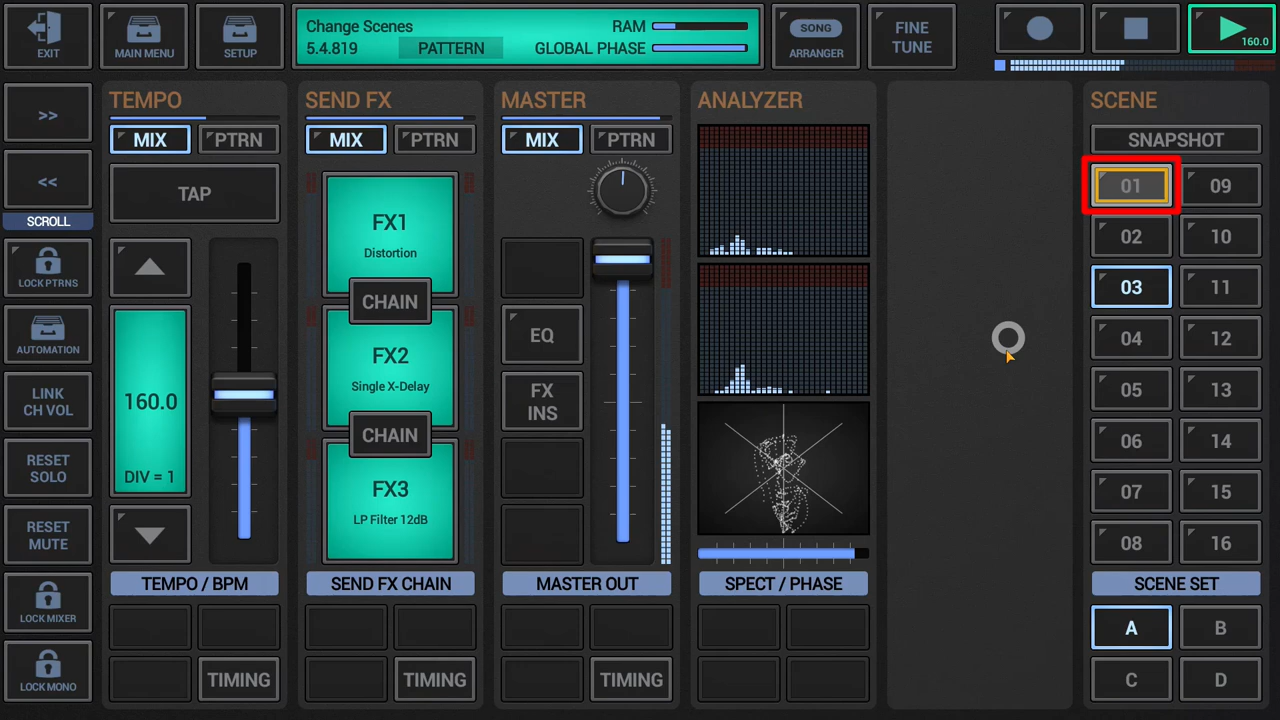 EXIT
MAIN MENU
SETUP
Change Scenes
RAM
5.4.819
PATTERN
GLOBAL PHASE
SONG
ARRANGER
FINE
TUNE
160.0
>>
<<
SCROLL
LOCK PTRNS
AUTOMATION
LINK
CH VOL
RESET
SOLO
RESET
MUTE
LOCK MIXER
LOCK MONO
TEMPO
MIX
PTRN
TAP
160.0
DIV = 1
TEMPO / BPM
TIMING
SEND FX
MIX
PTRN
FX1
Distortion
CHAIN
FX2
Single X-Delay
CHAIN
FX3
LP Filter 12dB
SEND FX CHAIN
TIMING
MASTER
MIX
PTRN
EQ
FX
INS
MASTER OUT
TIMING
ANALYZER
SPECT / PHASE
SCENE
SNAPSHOT
01
09
02
10
03
11
04
12
05
13
06
14
07
15
08
16
SCENE SET
A
B
C
D